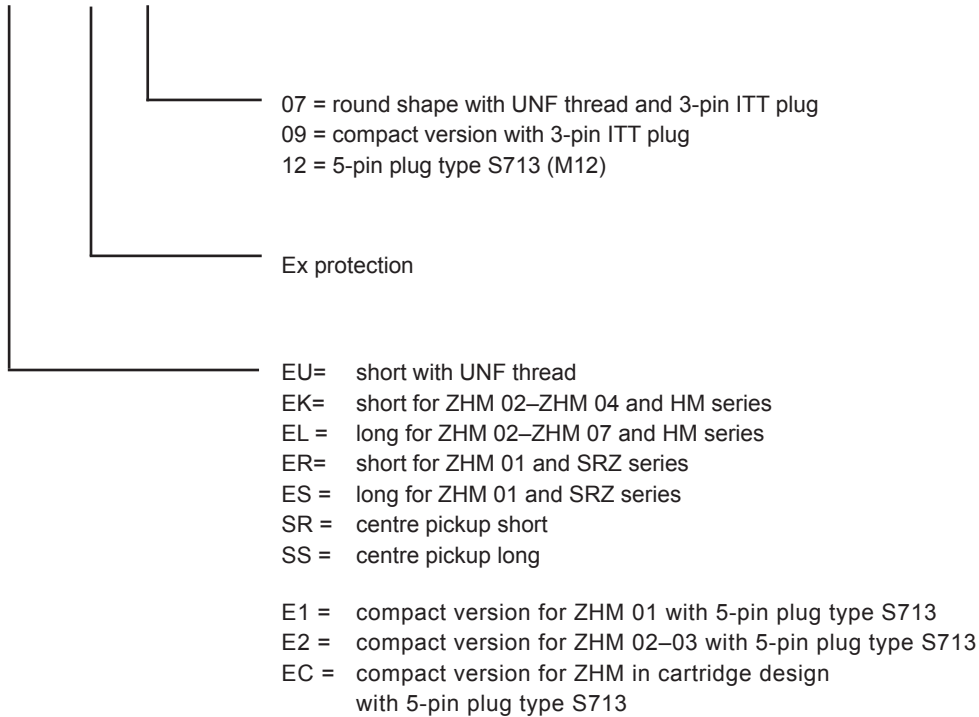 07 = round shape with UNF thread and 3-pin ITT plug
09 = compact version with 3-pin ITT plug
12 = 5-pin plug type S713 (M12)
Ex protection
EU= short with UNF thread
EK= short for ZHM 02–ZHM 04 and HM series
EL = long for ZHM 02–ZHM 07 and HM series
ER= short for ZHM 01 and SRZ series
ES = long for ZHM 01 and SRZ series
SR = centre pickup short
SS = centre pickup long
E1 = compact version for ZHM 01 with 5-pin plug type S713
E2 = compact version for ZHM 02–03 with 5-pin plug type S713
EC = compact version for ZHM in cartridge design
with 5-pin plug type S713